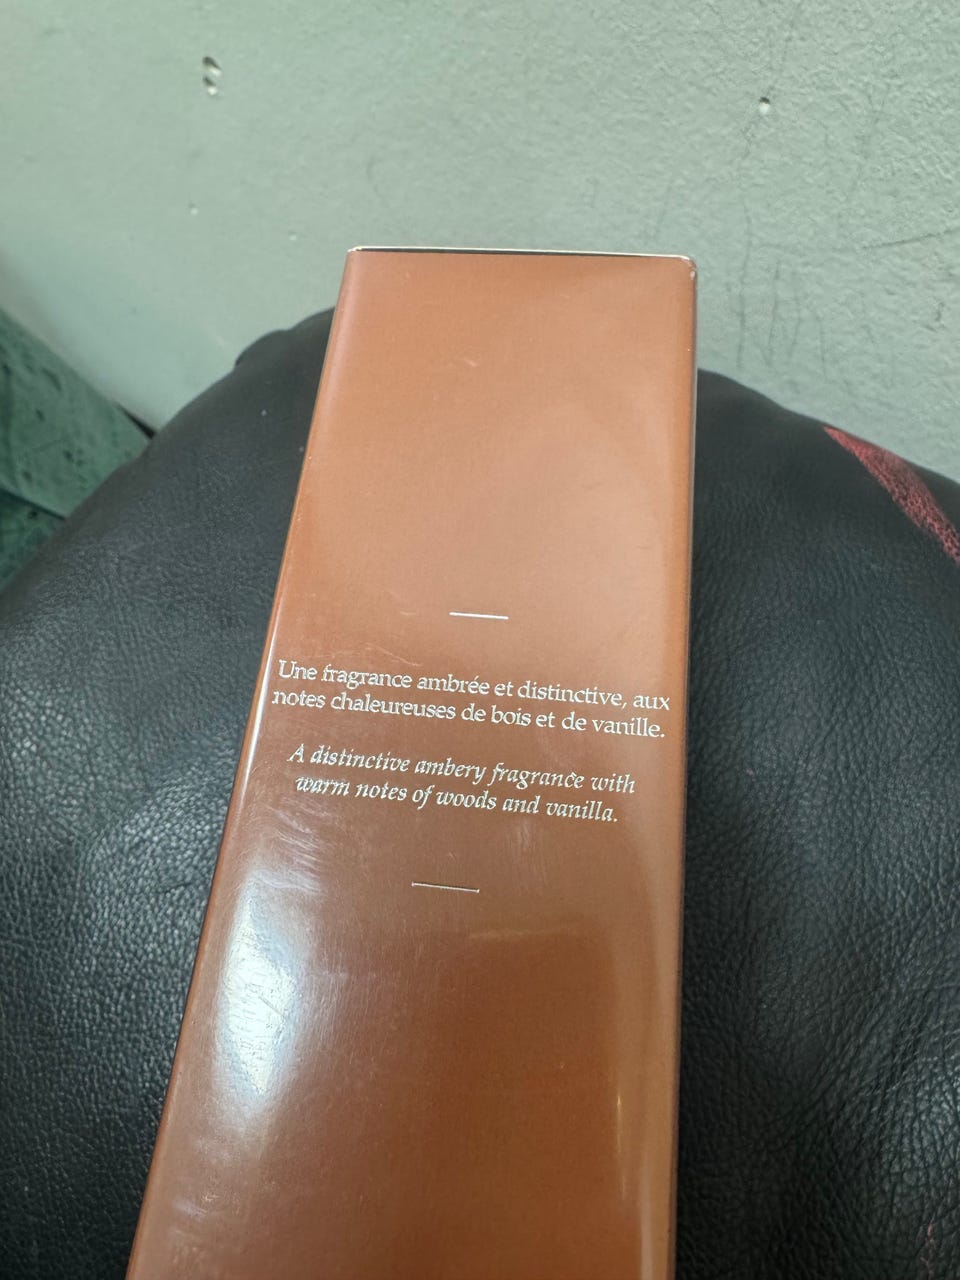 Une fragrance ambrée et distinctive, aux
notes chaleureuses de bois et de vanille.
A distinctive ambery fragrance with
warm notes of woods and vanilla.